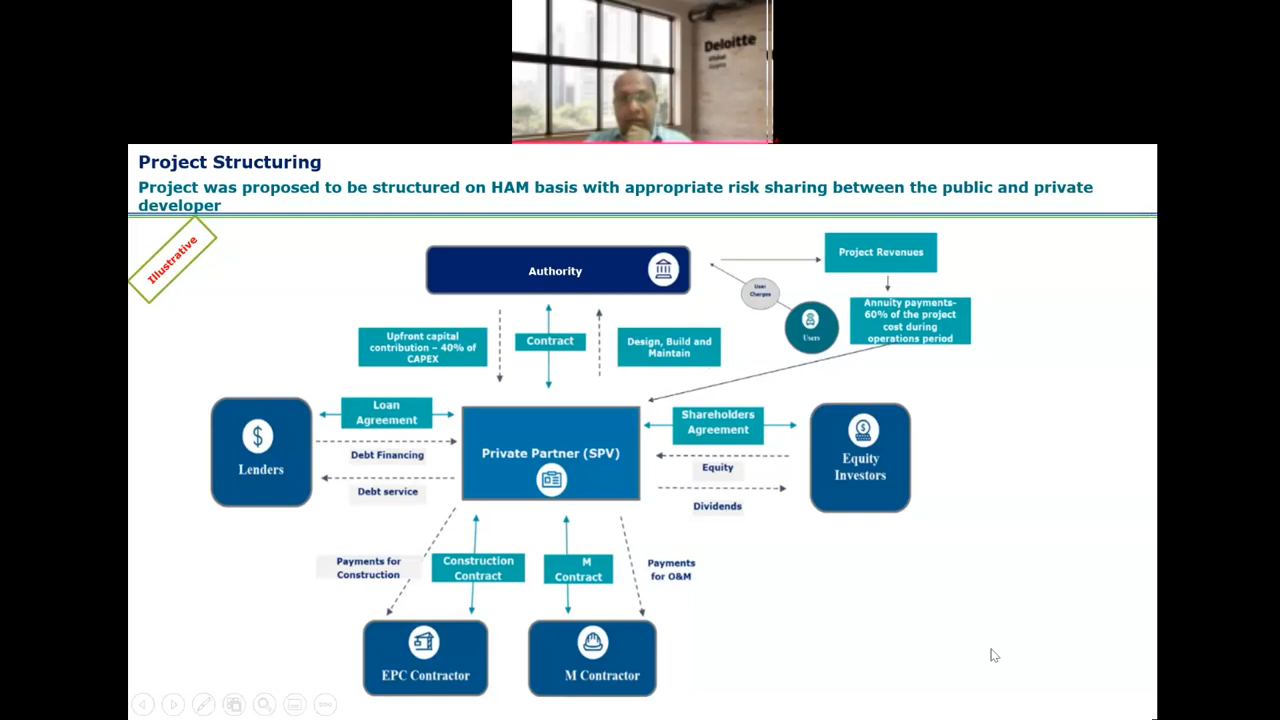 Deloitte
Project Structuring
Project was proposed to be structured on HAM basis with appropriate risk sharing between the public and private
developer
Illustrative
Authority
Project Revenues
User
Charges
Users
Annuity payments-
60% of the project
cost during
operations period
Upfront capital
contribution – 40% of
CAPEX
Contract
Design, Build and
Maintain
Loan
Agreement
Shareholders
Agreement
Lenders
Debt Financing
Debt service
Private Partner (SPV)
Equity
Dividends
Equity
Investors
Payments for
Construction
Construction
Contract
M
Contract
Payments
for O&M
EPC Contractor
M Contractor